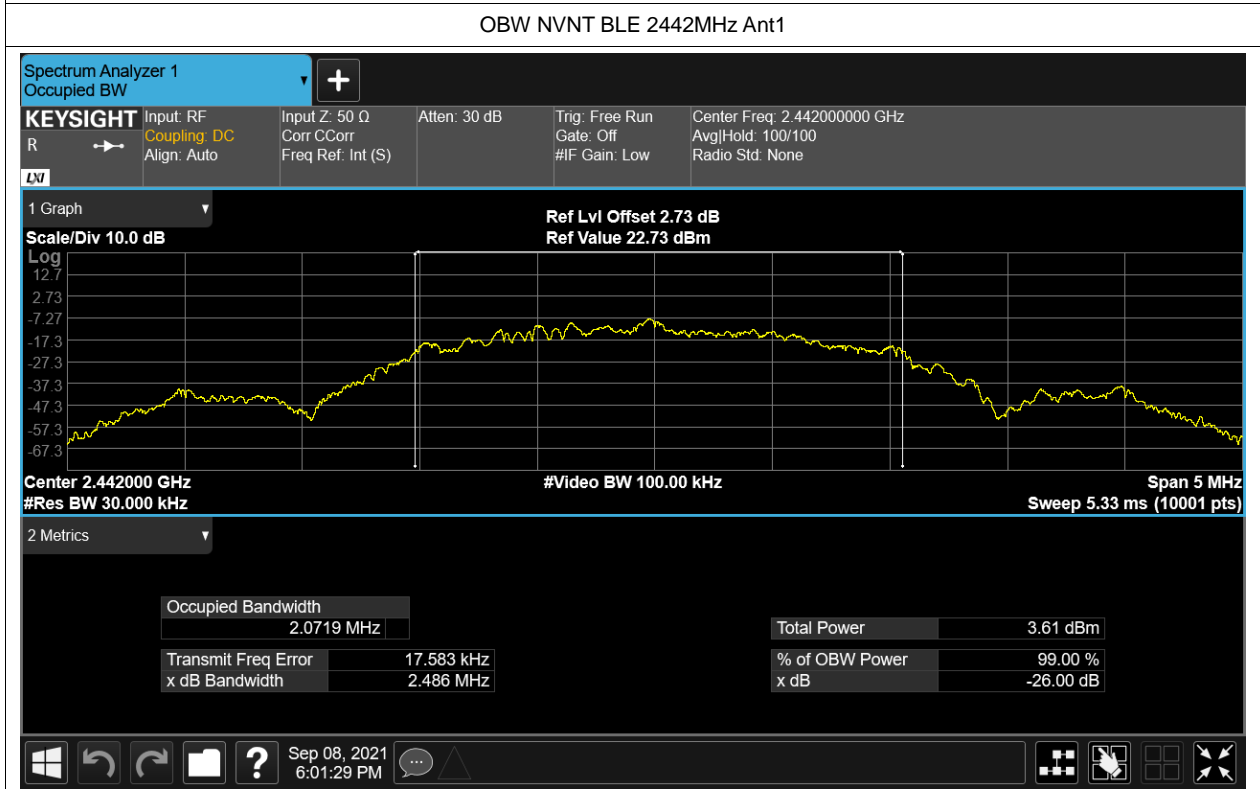 OBW NVNT BLE 2442MHz Ant1
Spectrum Analyzer 1
Occupied BW
KEYSIGHT
R
LXI
Input: RF
Coupling: DC
Align: Auto
Input Z: 50 Ω
Corr CCorr
Freq Ref: Int (S)
Atten: 30 dB
Trig: Free Run
Gate: Off
#IF Gain: Low
Center Freq: 2.442000000 GHz
Avg|Hold: 100/100
Radio Std: None
1 Graph
Scale/Div 10.0 dB
Ref Lvl Offset 2.73 dB
Ref Value 22.73 dBm
Log
12.7
2.73
-7.27
-17.3
-27.3
-37.3
-47.3
-57.3
-67.3
Center 2.442000 GHz
#Video BW 100.00 kHz
Span 5 MHz
#Res BW 30.000 kHz
Sweep 5.33 ms (10001 pts)
2 Metrics
Occupied Bandwidth
2.0719 MHz
Total Power 3.61 dBm
Transmit Freq Error 17.583 kHz
% of OBW Power 99.00 %
x dB Bandwidth 2.486 MHz
x dB -26.00 dB
?
Sep 08, 2021
6:01:29 PM